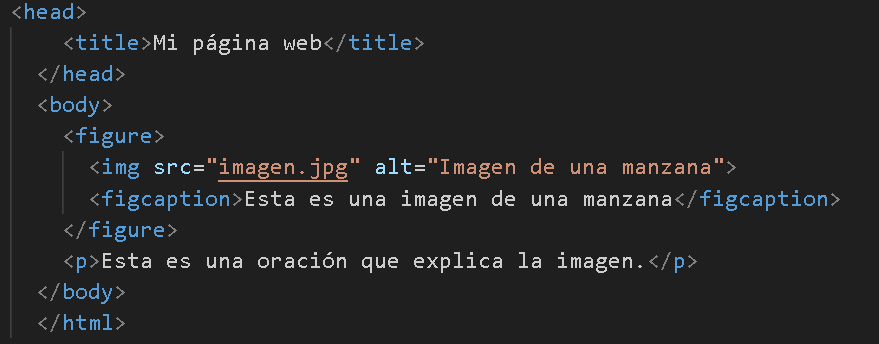 <head>
<title>Mi página web</title>
</head>
<body>
<figure>
<img src="imagen.jpg" alt="Imagen de una manzana">
<figcaption>Esta es una imagen de una manzana</figcaption>
</figure>
<p>Esta es una oración que explica la imagen.</p>
</body>
</html>